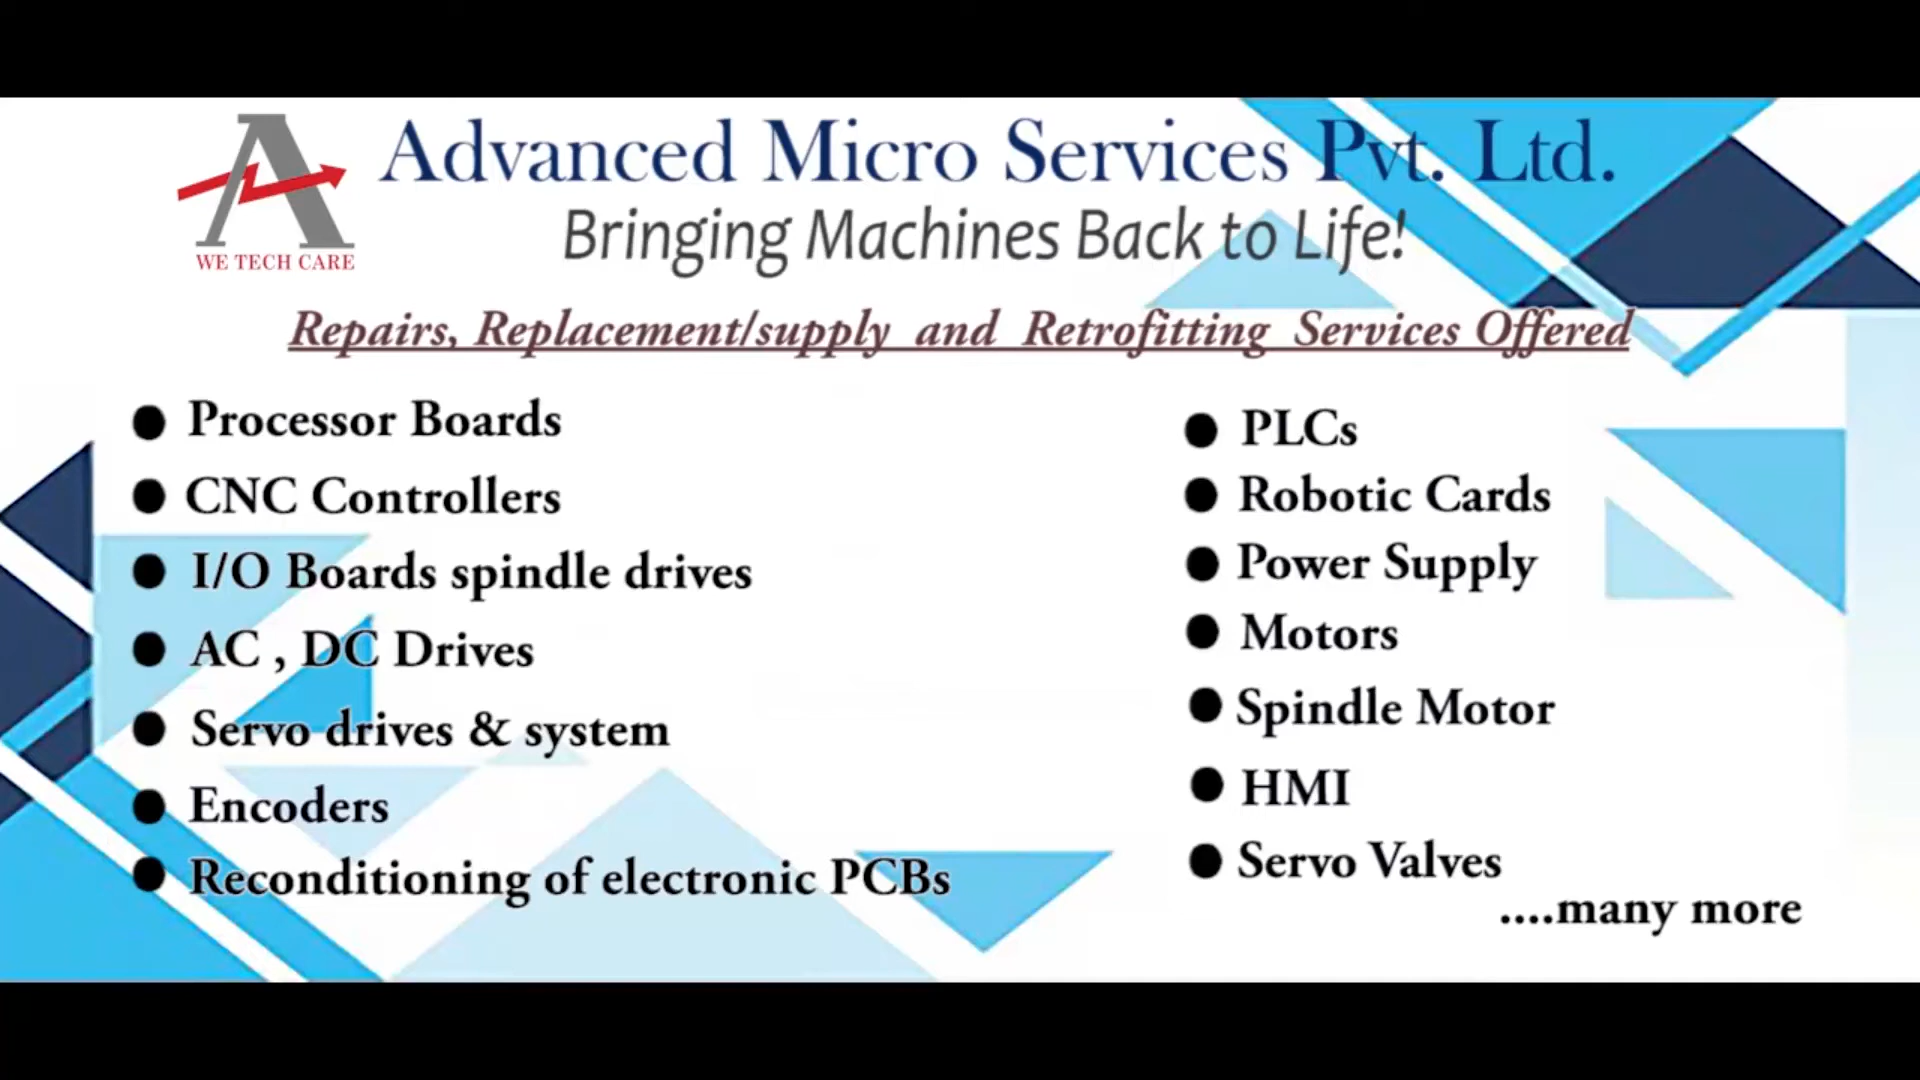 Advanced Micro Services Pvt. Ltd.
Bringing Machines Back to Life!
WE TECH CARE
Repairs, Replacement/supply and Retrofitting Services Offered
Processor Boards
CNC Controllers
I/O Boards spindle drives
AC , DC Drives
Servo drives & system
Encoders
Reconditioning of electronic PCBs
PLCs
Robotic Cards
Power Supply
Motors
Spindle Motor
HMI
Servo Valves
....many more